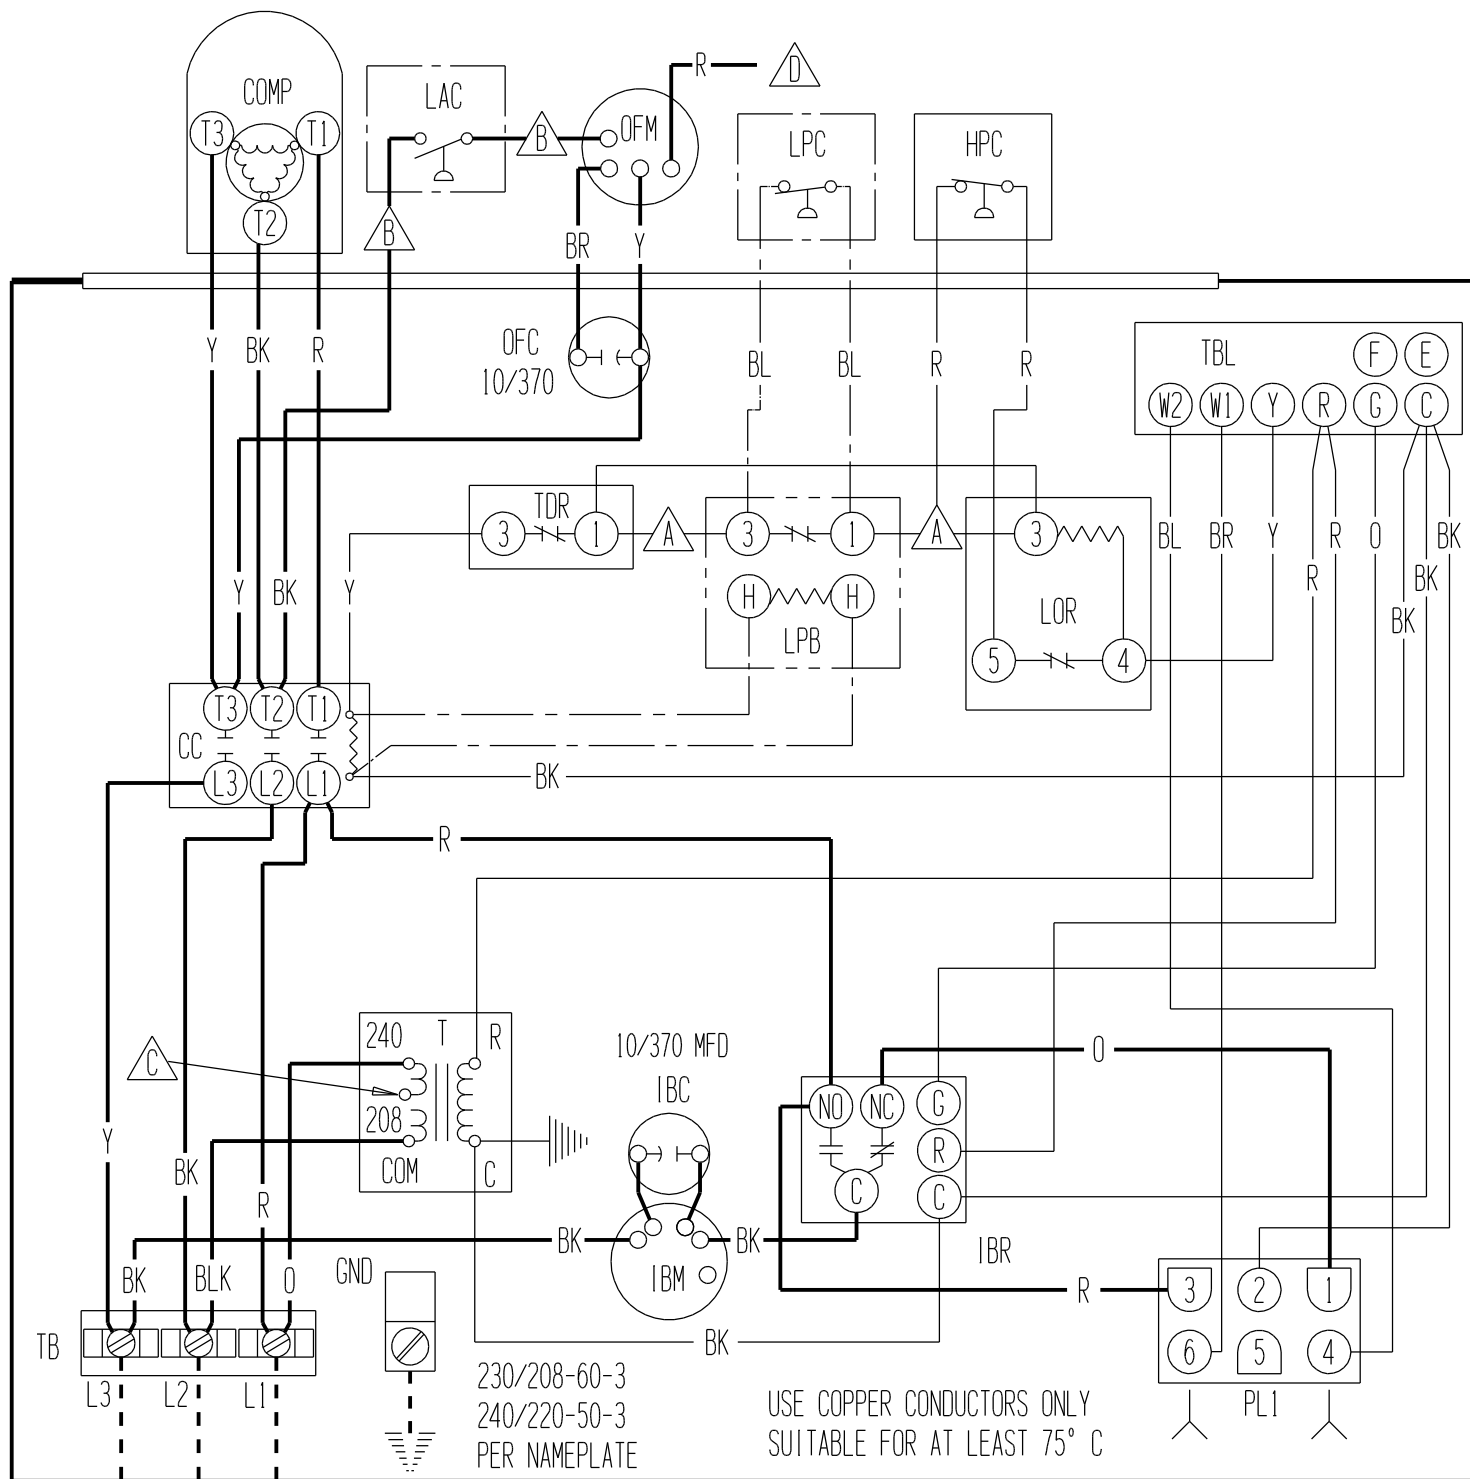 COMP
T3
T1
T2
LAC
B
OFM
R
D
LPC
HPC
B
BR
Y
OFC
10/370
Y
BK
R
BL
BL
R
R
TBL
F
E
W2
W1
Y
R
G
C
TDR
3
1
A
3
1
A
3
H
H
LPB
LOR
5
4
Y
BK
Y
BL
BR
Y
R
R
O
BK
BK
BK
T3
T2
T1
CC
L3
L2
L1
BK
R
C
240
T
R
208
COM
C
10/370 MFD
IBC
O
NO
NC
G
R
C
C
IBR
Y
BK
R
BK
BLK
O
GND
BK
IBM
BK
R
BK
3
2
1
6
5
4
PL1
TB
L3
L2
L1
230/208-60-3
240/220-50-3
PER NAMEPLATE
USE COPPER CONDUCTORS ONLY
SUITABLE FOR AT LEAST 75° C